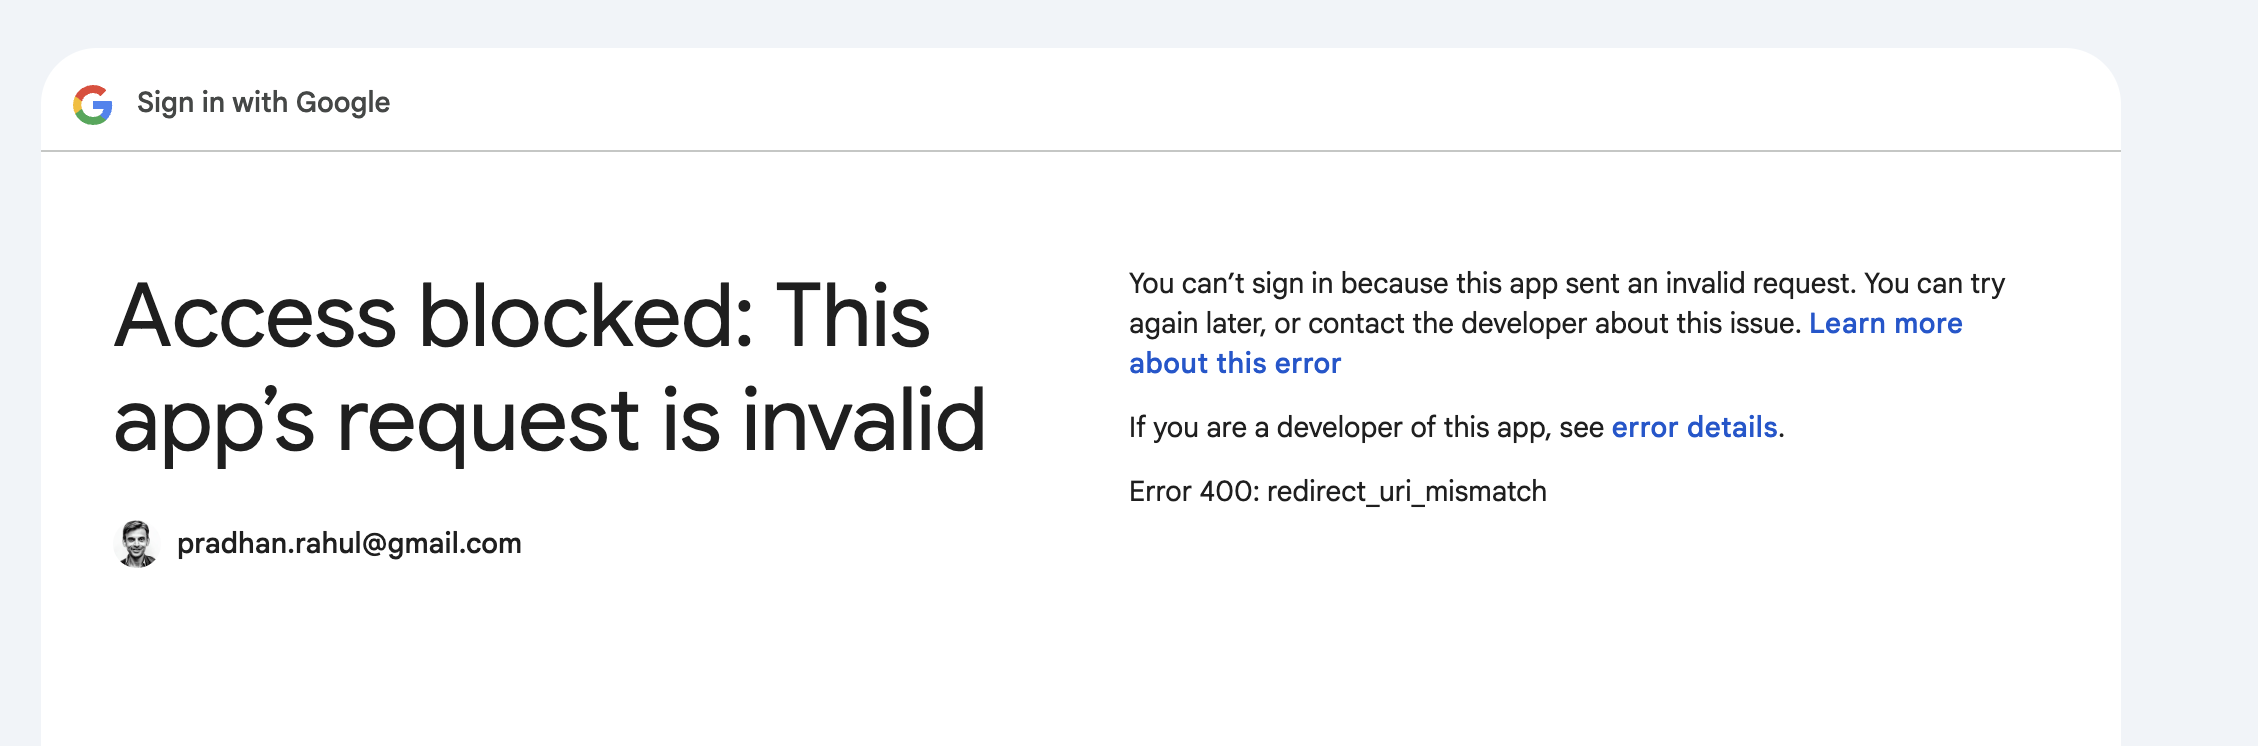 Sign in with Google
Access blocked: This
app’s request is invalid
pradhan.rahul@gmail.com
You can’t sign in because this app sent an invalid request. You can try
again later, or contact the developer about this issue. Learn more
about this error
If you are a developer of this app, see error details.
Error 400: redirect_uri_mismatch